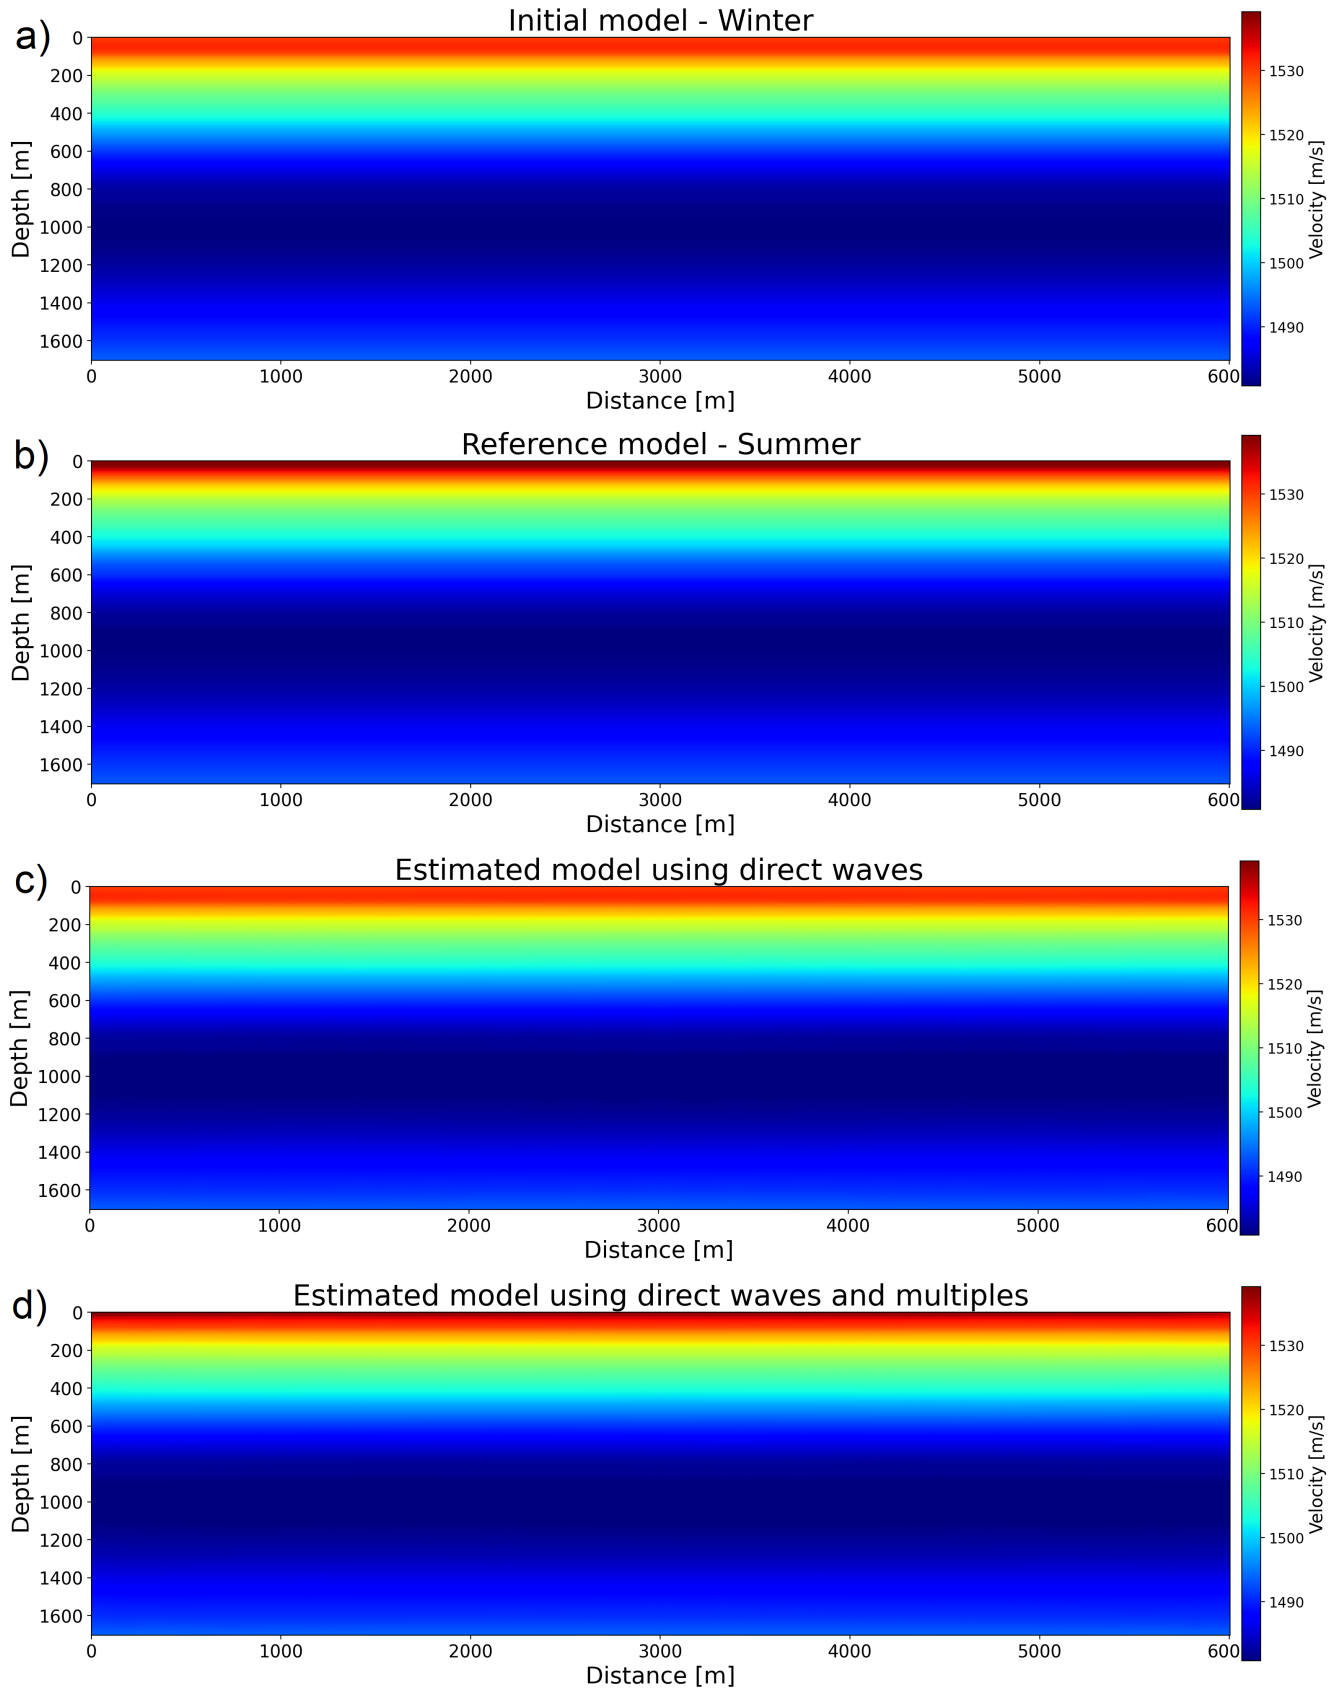 a)
Initial model - Winter
0
200
400
600
800
1000
1200
1400
1600
Depth [m]
0 1000 2000 3000 4000 5000 600
Distance [m]
1530
1520
1510
1500
1490
Velocity [m/s]
b)
Reference model - Summer
0
200
400
600
800
1000
1200
1400
1600
Depth [m]
0 1000 2000 3000 4000 5000 600
Distance [m]
1530
1520
1510
1500
1490
Velocity [m/s]
c)
Estimated model using direct waves
0
200
400
600
800
1000
1200
1400
1600
Depth [m]
0 1000 2000 3000 4000 5000 600
Distance [m]
1530
1520
1510
1500
1490
Velocity [m/s]
d)
Estimated model using direct waves and multiples
0
200
400
600
800
1000
1200
1400
1600
Depth [m]
0 1000 2000 3000 4000 5000 600
Distance [m]
1530
1520
1510
1500
1490
Velocity [m/s]